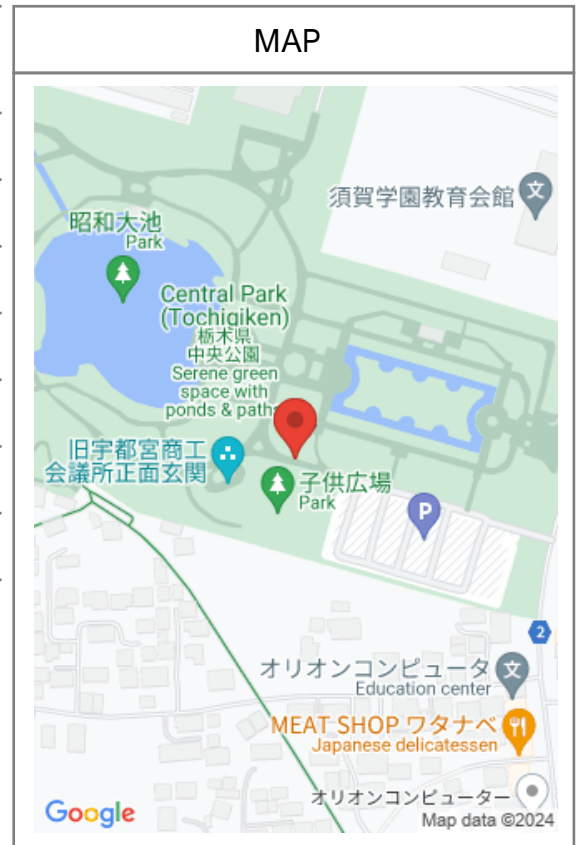 MAP
須賀学園教育会館
文
昭和大池
Park
Central Park
(Tochigiken)
栃木県
中央公園
Serene green
space with
ponds & paths
旧宇都宮商工
会議所正面玄関
子供広場
Park
P
2
オリオンコンピュータ
文
Education center
MEAT SHOP ワタナベ
Japanese delicatessen
オリオンコンピューター
Google
Map data ©2024